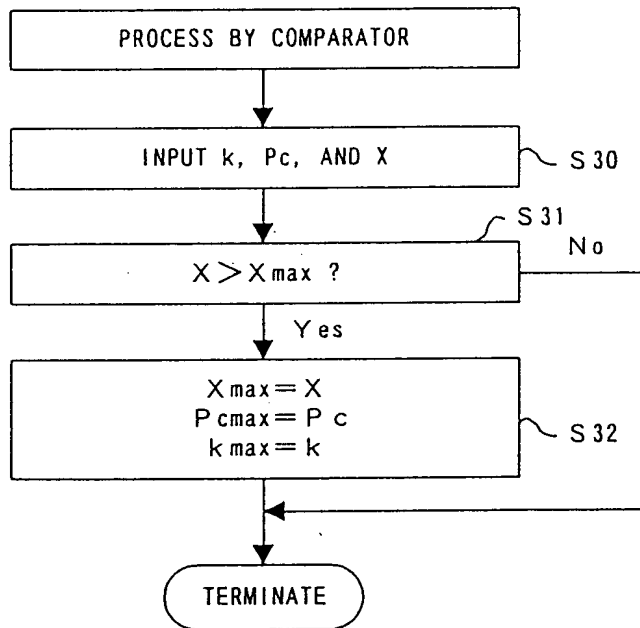 PROCESS BY COMPARATOR
INPUT k, Pc, AND X
S30
S31
X>Xmax ?
No
Yes
Xmax=X
Pcmax=Pc
kmax=k
S32
TERMINATE